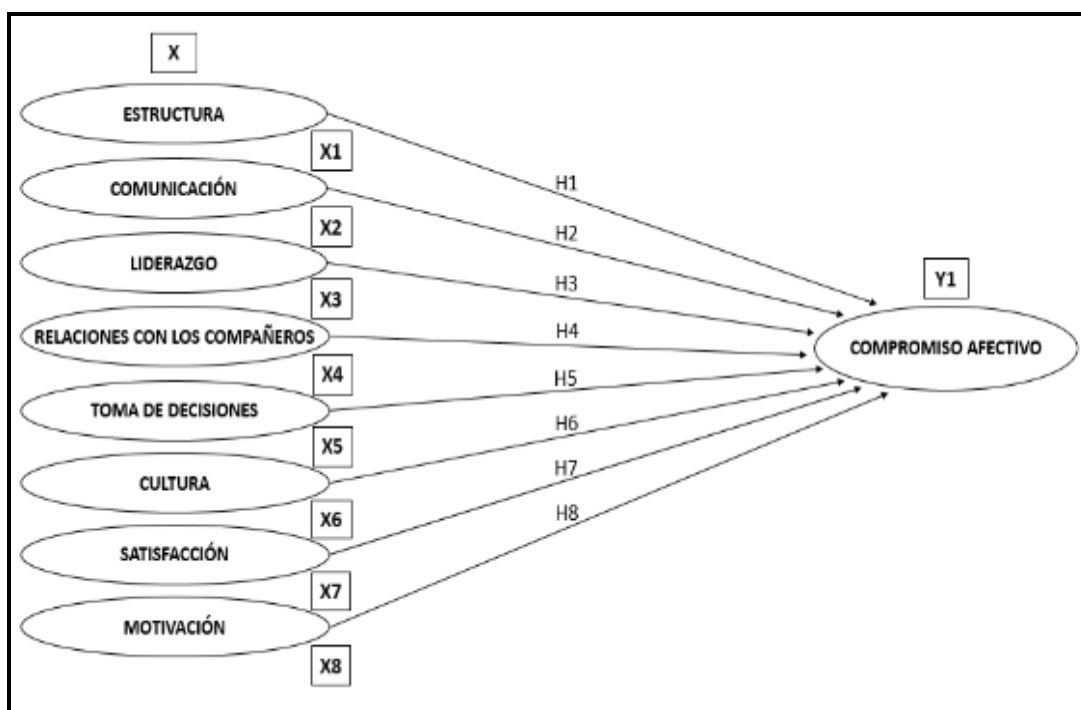 X
ESTRUCTURA
X1
H1
COMUNICACIÓN
X2
H2
LIDERAZGO
X3
H3
Y1
RELACIONES CON LOS COMPAÑEROS
X4
H4
COMPROMISO AFECTIVO
TOMA DE DECISIONES
X5
H5
CULTURA
X6
H6
SATISFACCIÓN
X7
H7
MOTIVACIÓN
X8
H8